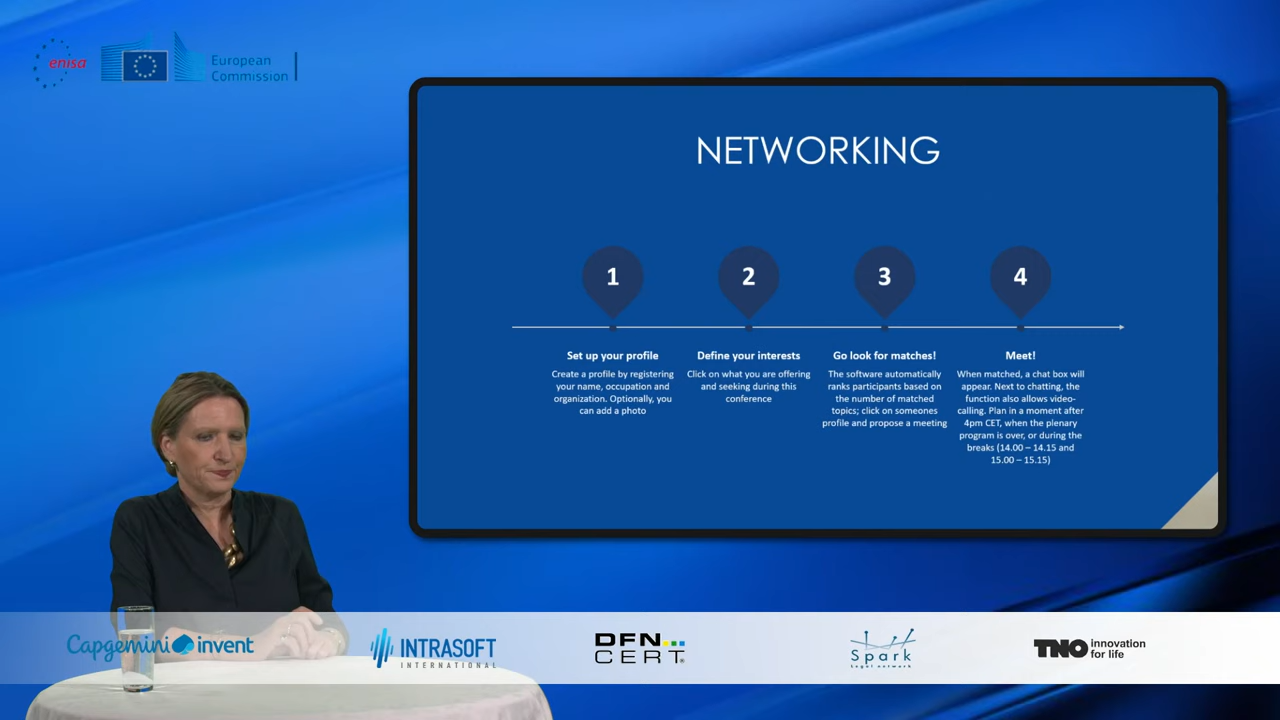 enisa
European
Commission
NETWORKING
1
2
3
4
Set up your profile
Create a profile by registering
your name, occupation and
organization. Optionally, you
can add a photo
Define your interests
Click on what you are offering
and seeking during this
conference
Go look for matches!
The software automatically
ranks participants based on
the number of matched
topics; click on someones
profile and propose a meeting
Meet!
When matched, a chat box will
appear. Next to chatting, the
function also allows video-
calling. Plan in a moment after
4pm CET, when the plenary
program is over, or during the
breaks (14.00 – 14.15 and
15.00 – 15.15)
Capgemini invent
INTRASOFT
INTERNATIONAL
DFN
CERT®
Spark
Legal network
TNO innovation
for life